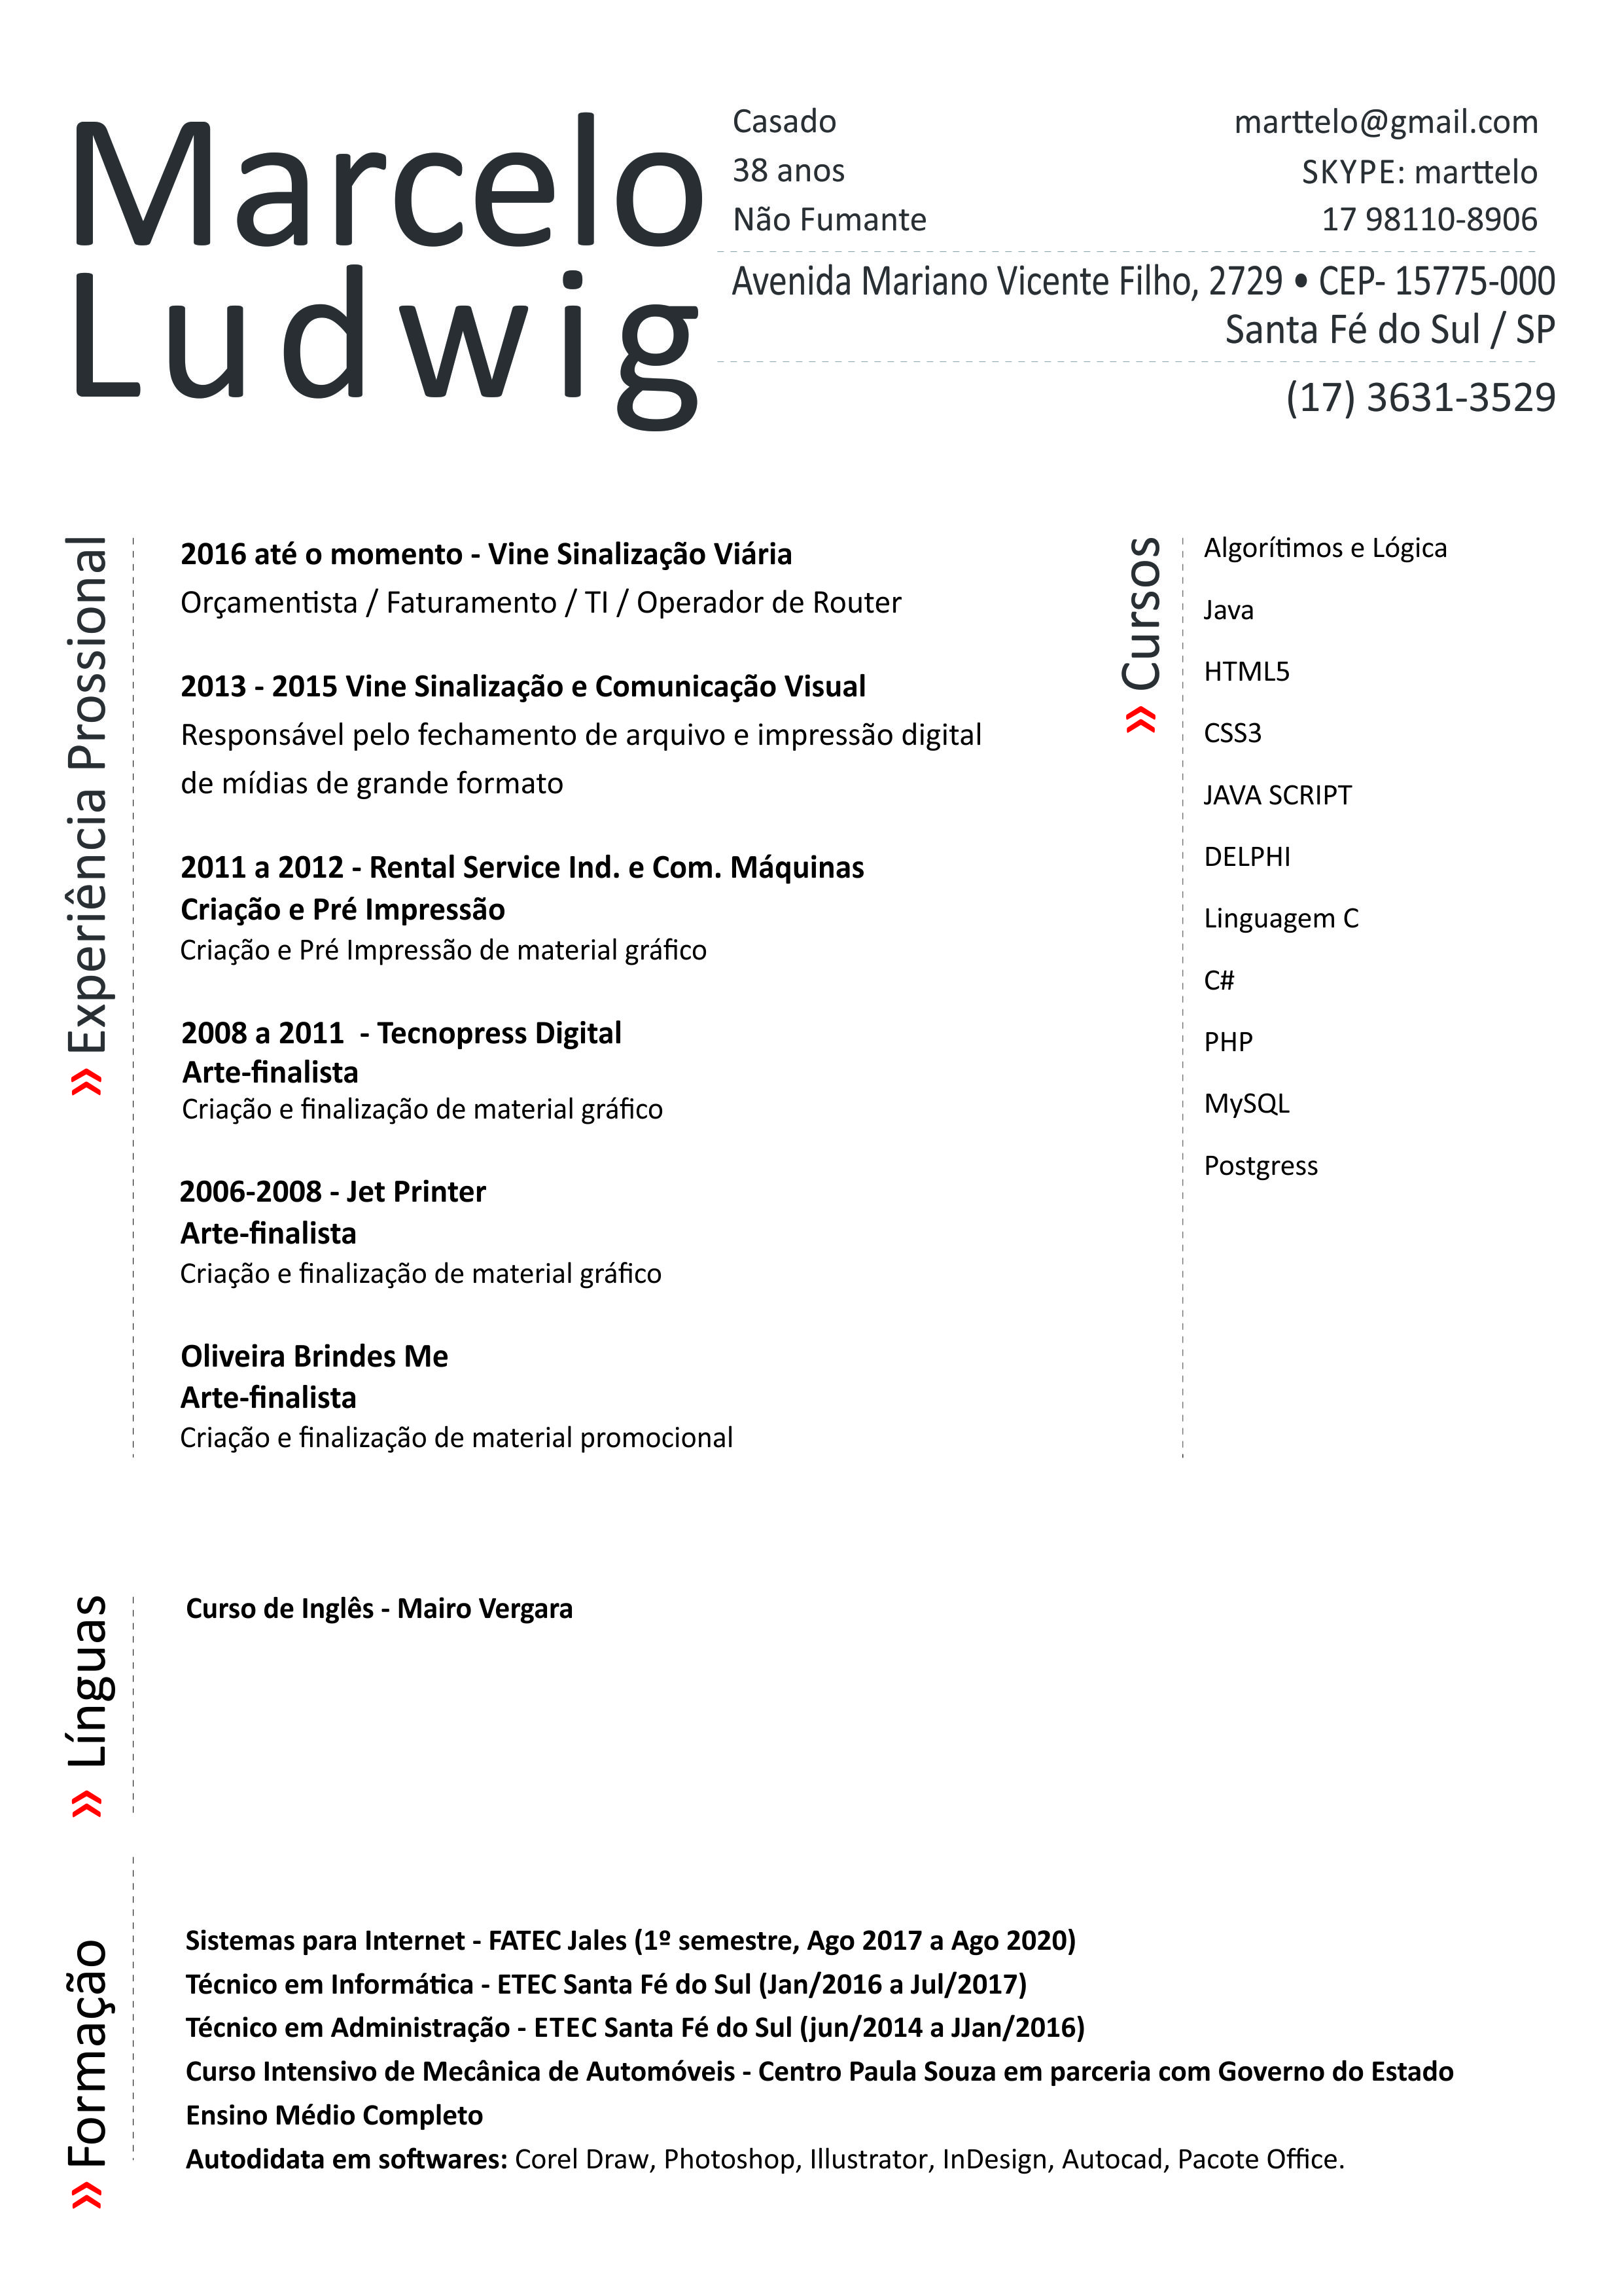 Marcelo
Ludwig
Casado
38 anos
Não Fumante
marttelo@gmail.com
SKYPE: marttelo
17 98110-8906
Avenida Mariano Vicente Filho, 2729 • CEP- 15775-000
Santa Fé do Sul / SP
(17) 3631-3529
» Experiência Prossional
2016 até o momento - Vine Sinalização Viária
Orçamentista / Faturamento / TI / Operador de Router
2013 - 2015 Vine Sinalização e Comunicação Visual
Responsável pelo fechamento de arquivo e impressão digital
de mídias de grande formato
2011 a 2012 - Rental Service Ind. e Com. Máquinas
Criação e Pré Impressão
Criação e Pré Impressão de material gráfico
2008 a 2011 - Tecnopress Digital
Arte-finalista
Criação e finalização de material gráfico
2006-2008 - Jet Printer
Arte-finalista
Criação e finalização de material gráfico
Oliveira Brindes Me
Arte-finalista
Criação e finalização de material promocional
» Cursos
Algorítimos e Lógica
Java
HTML5
CSS3
JAVA SCRIPT
DELPHI
Linguagem C
C#
PHP
MySQL
Postgress
» Línguas
Curso de Inglês - Mairo Vergara
» Formação
Sistemas para Internet - FATEC Jales (1º semestre, Ago 2017 a Ago 2020)
Técnico em Informática - ETEC Santa Fé do Sul (Jan/2016 a Jul/2017)
Técnico em Administração - ETEC Santa Fé do Sul (jun/2014 a JJan/2016)
Curso Intensivo de Mecânica de Automóveis - Centro Paula Souza em parceria com Governo do Estado
Ensino Médio Completo
Autodidata em softwares: Corel Draw, Photoshop, Illustrator, InDesign, Autocad, Pacote Office.